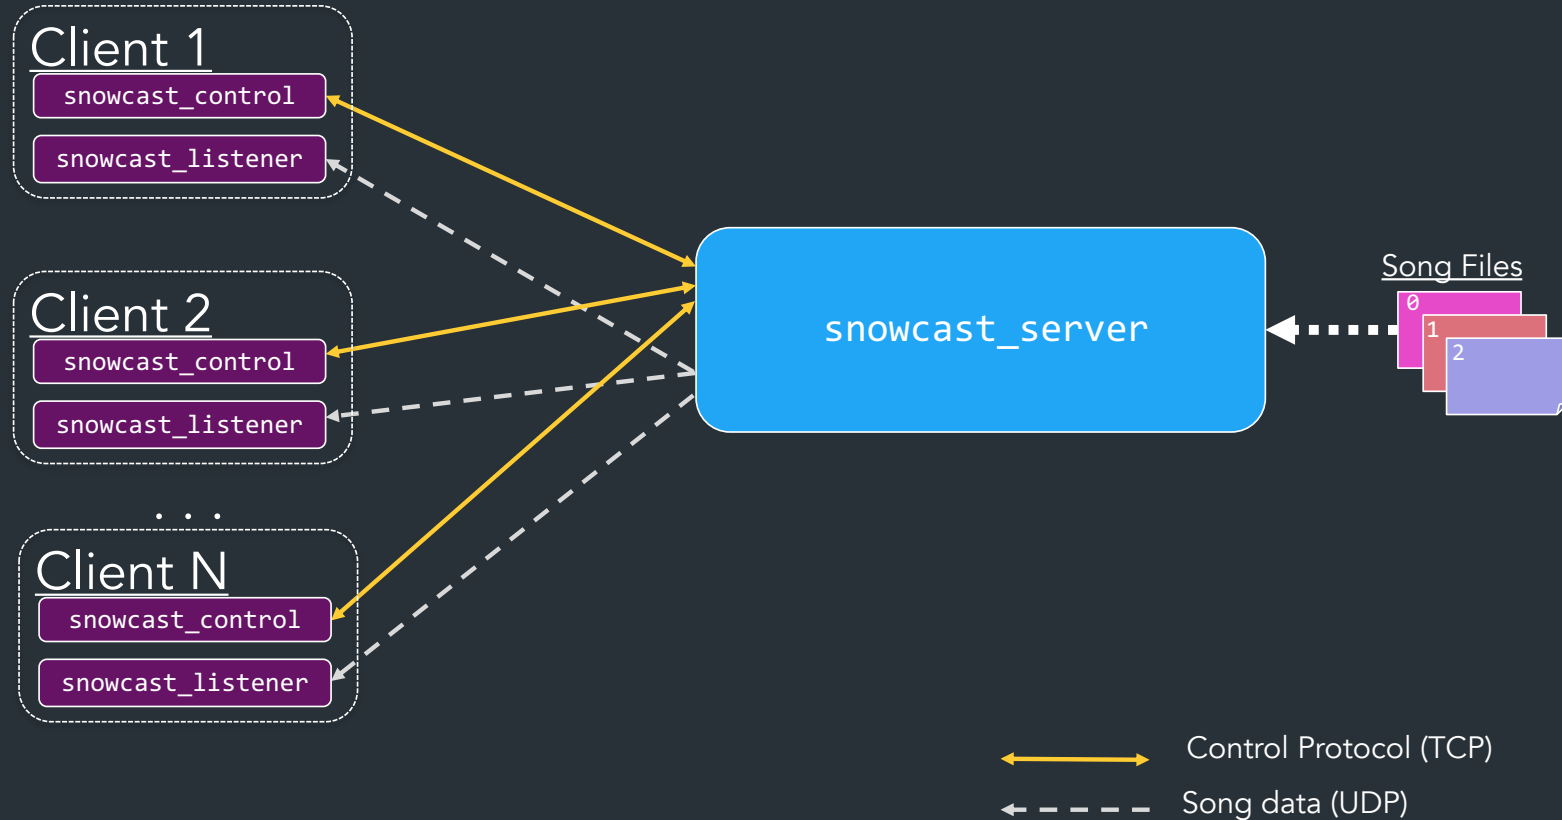 Client 1
snowcast_control
snowcast_listener
Client 2
snowcast_control
snowcast_listener
. . .
Client N
snowcast_control
snowcast_listener
snowcast_server
Song Files
0
1
2
Control Protocol (TCP)
Song data (UDP)